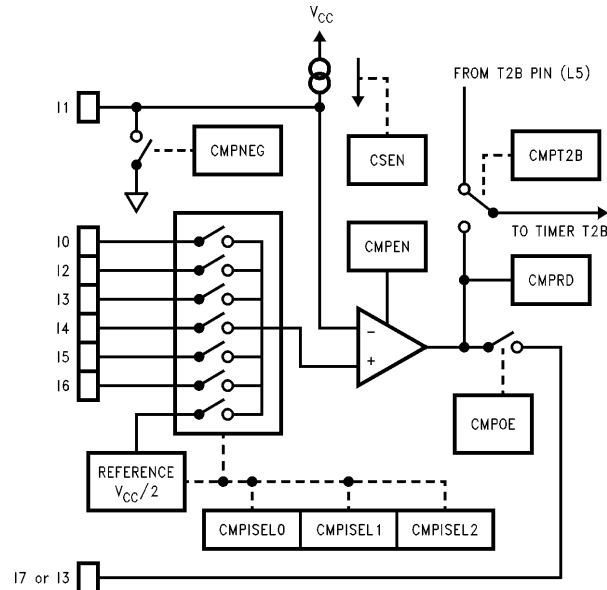 VCC
FROM T2B PIN (L5)
I1
CMPNEG
CSEN
CMPT2B
TO TIMER T2B
I0
I2
I3
I4
I5
I6
CMPEN
CMPRD
−
+
CMPOE
REFERENCE
VCC/2
CMPISEL0
CMPISEL1
CMPISEL2
I7 or I3